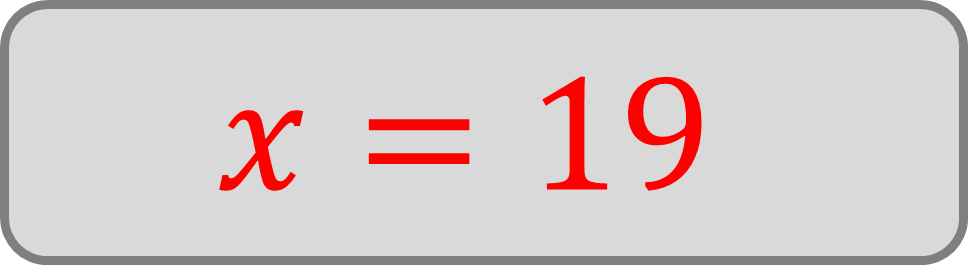 x = 19